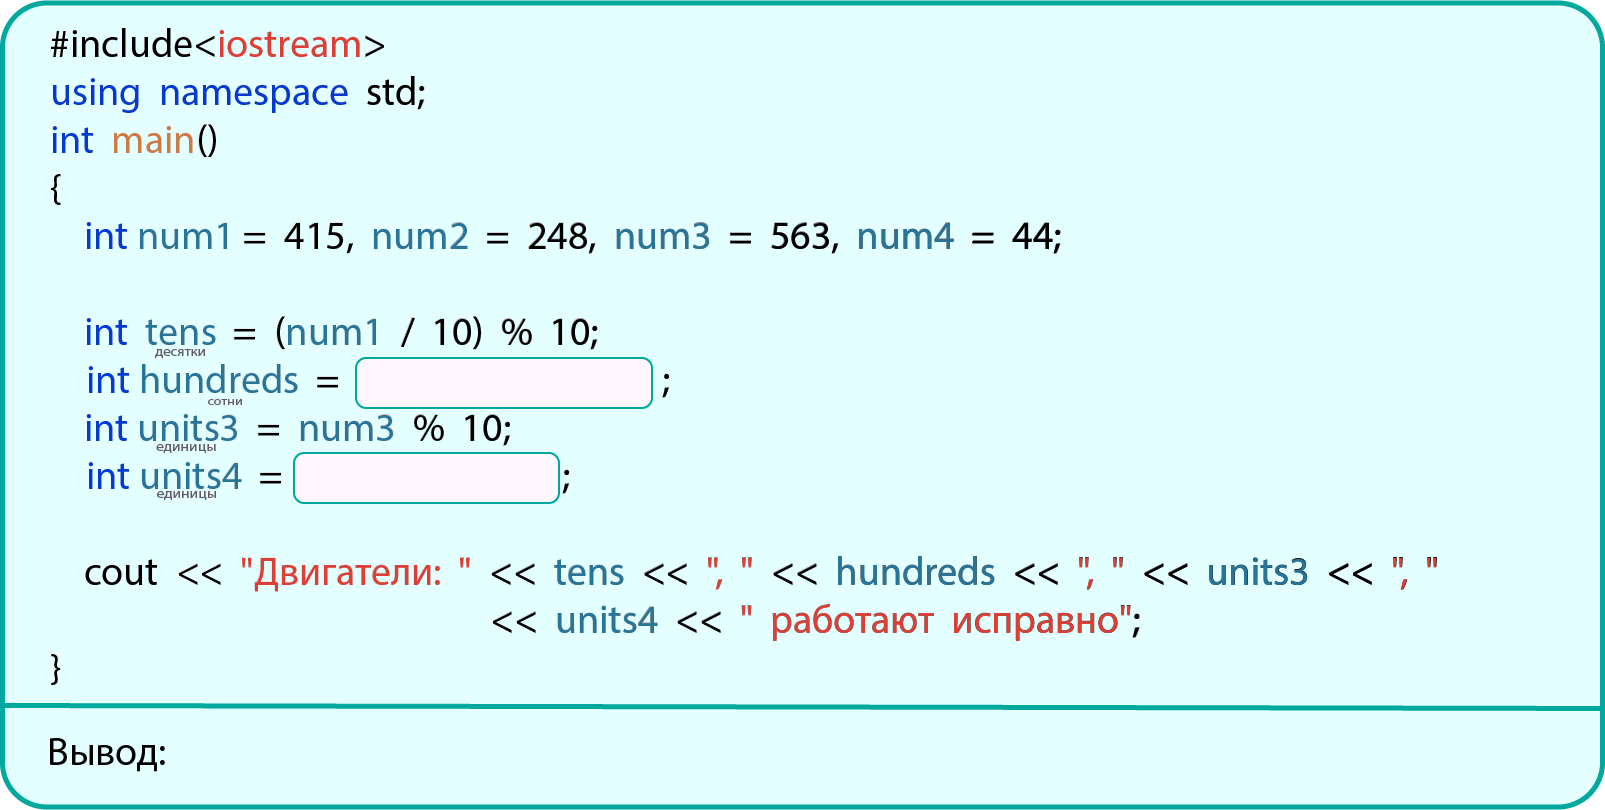 #include<iostream>
using namespace std;
int main()
{
int num1 = 415, num2 = 248, num3 = 563, num4 = 44;
int tens = (num1 / 10) % 10;
десятки
int hundreds = ;
сотни
int units3 = num3 % 10;
единицы
int units4 = ;
единицы
cout << "Двигатели: " << tens << ", " << hundreds << ", " << units3 << ", "
<< units4 << " работают исправно";
}
Вывод: